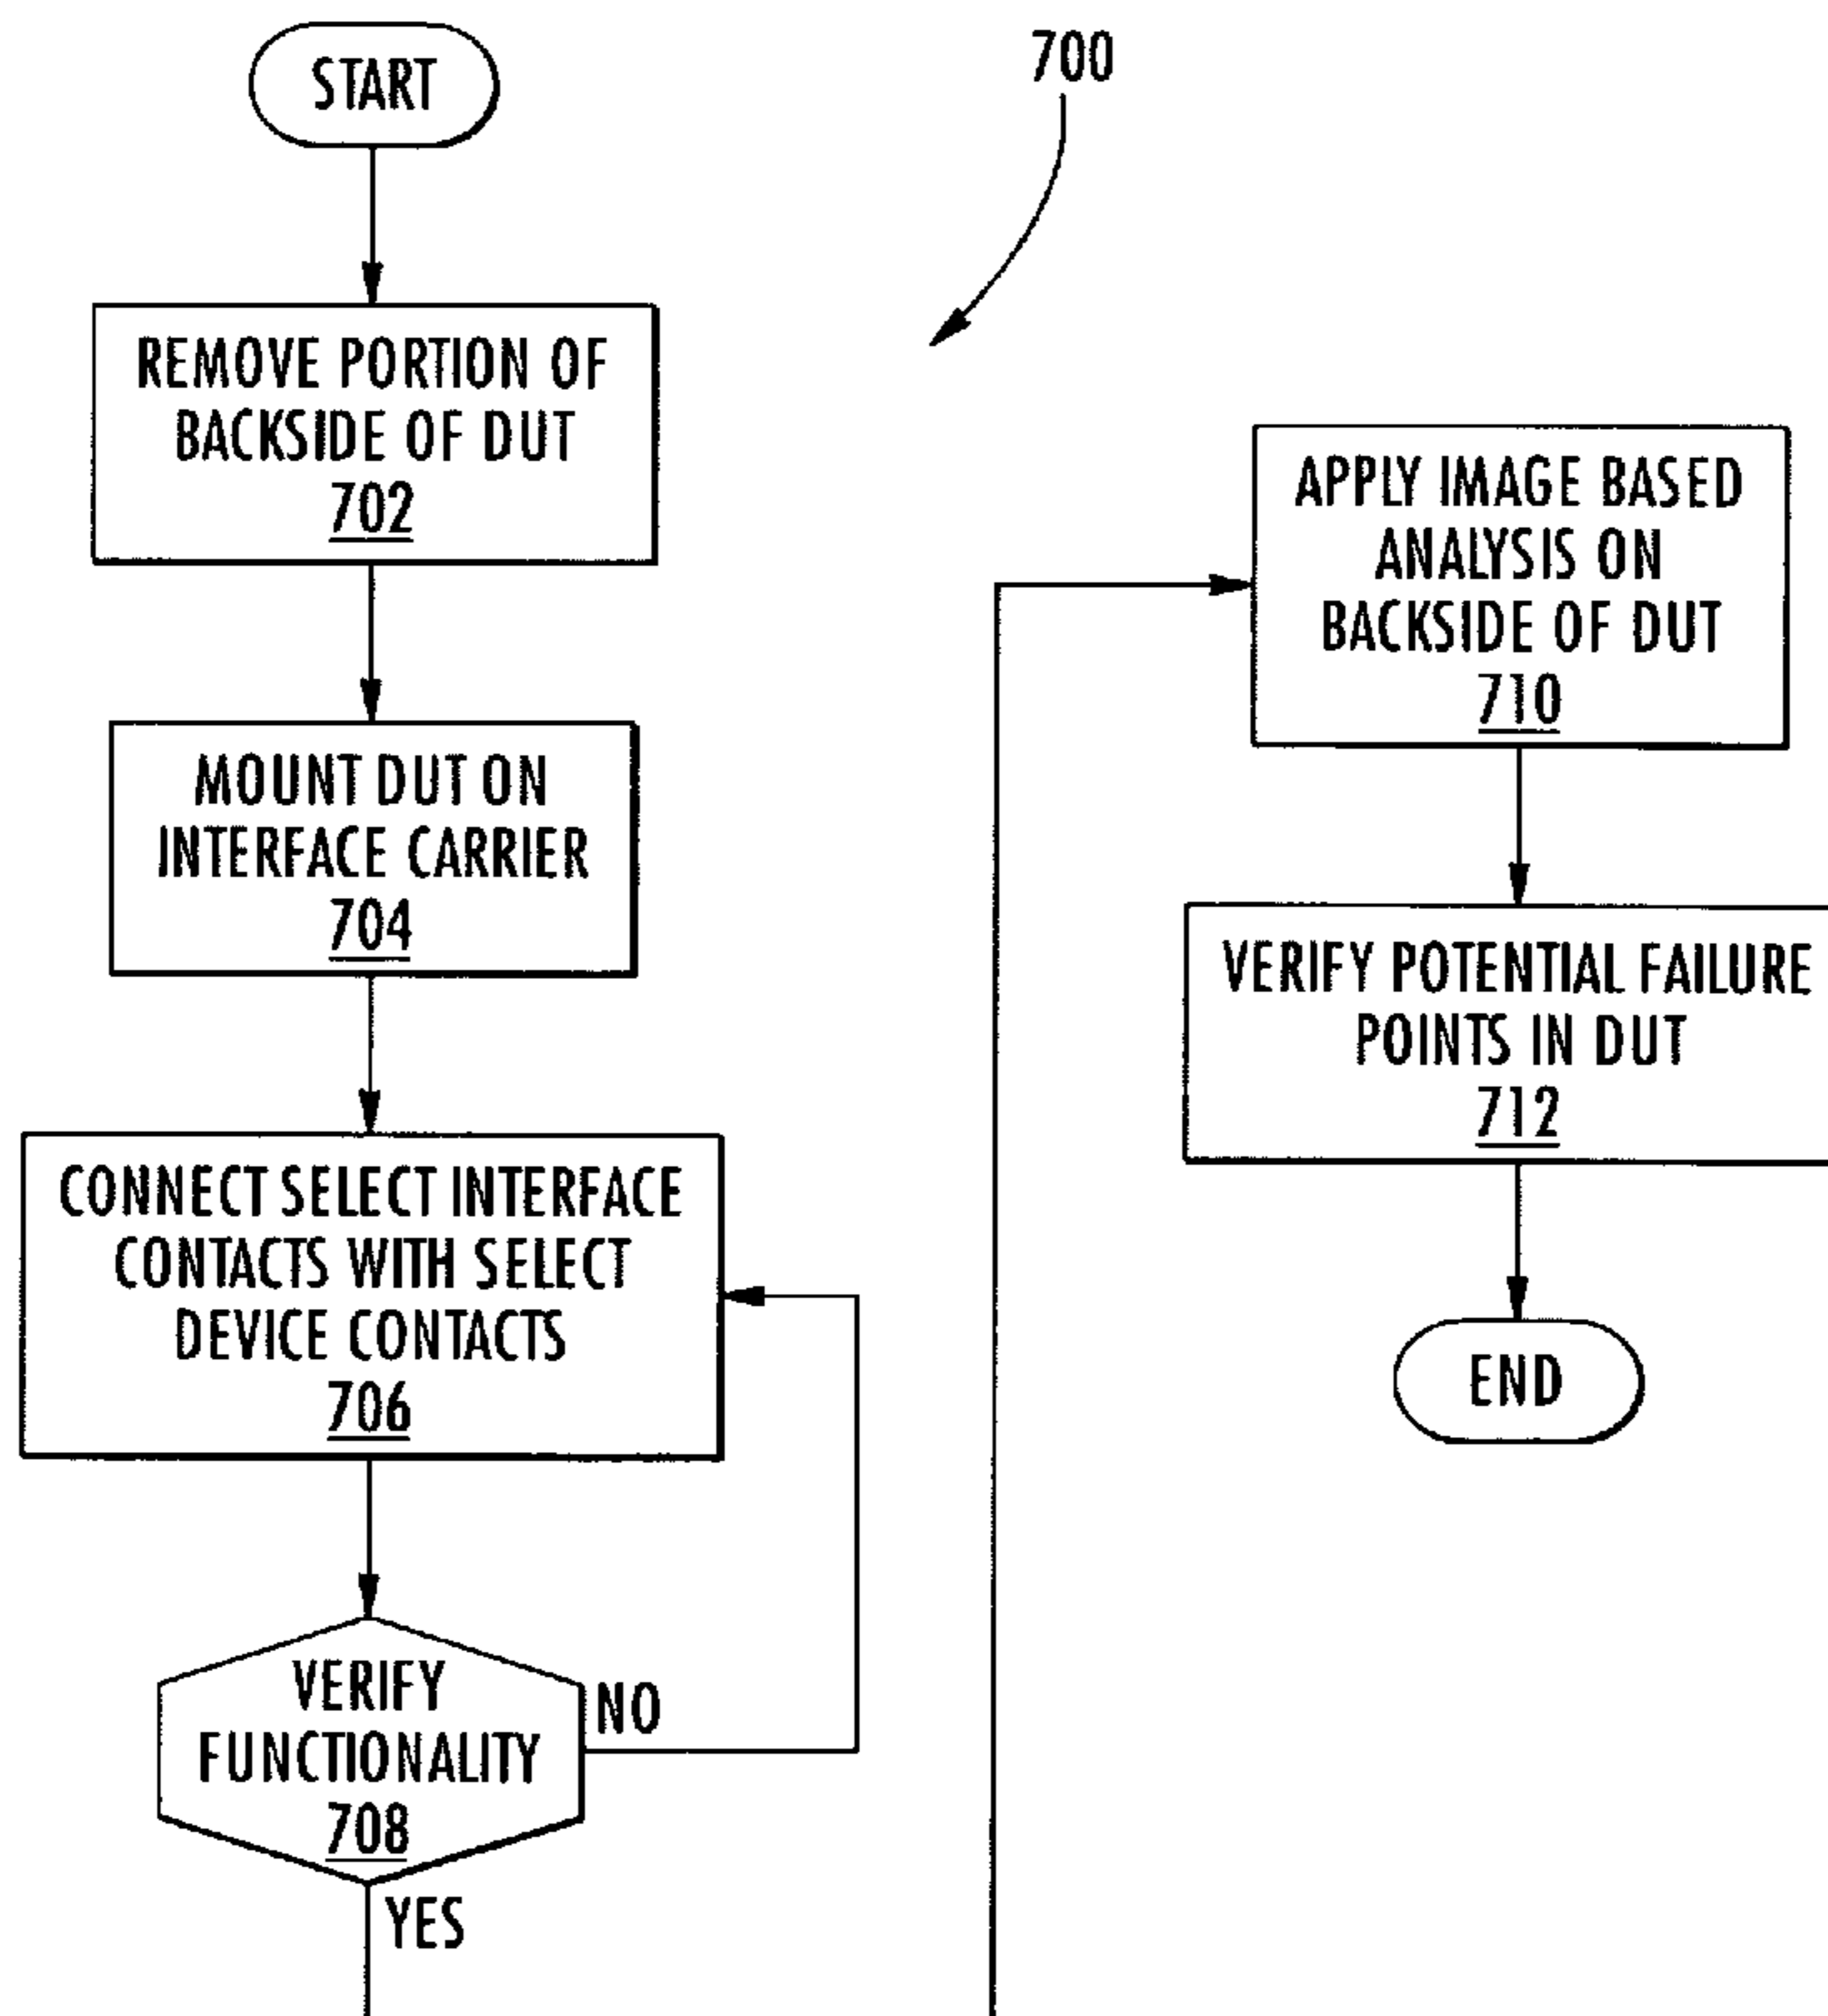 START
700
REMOVE PORTION OF
BACKSIDE OF DUT
702
MOUNT DUT ON
INTERFACE CARRIER
704
CONNECT SELECT INTERFACE
CONTACTS WITH SELECT
DEVICE CONTACTS
706
VERIFY
FUNCTIONALITY
708
NO
YES
APPLY IMAGE BASED
ANALYSIS ON
BACKSIDE OF DUT
710
VERIFY POTENTIAL FAILURE
POINTS IN DUT
712
END